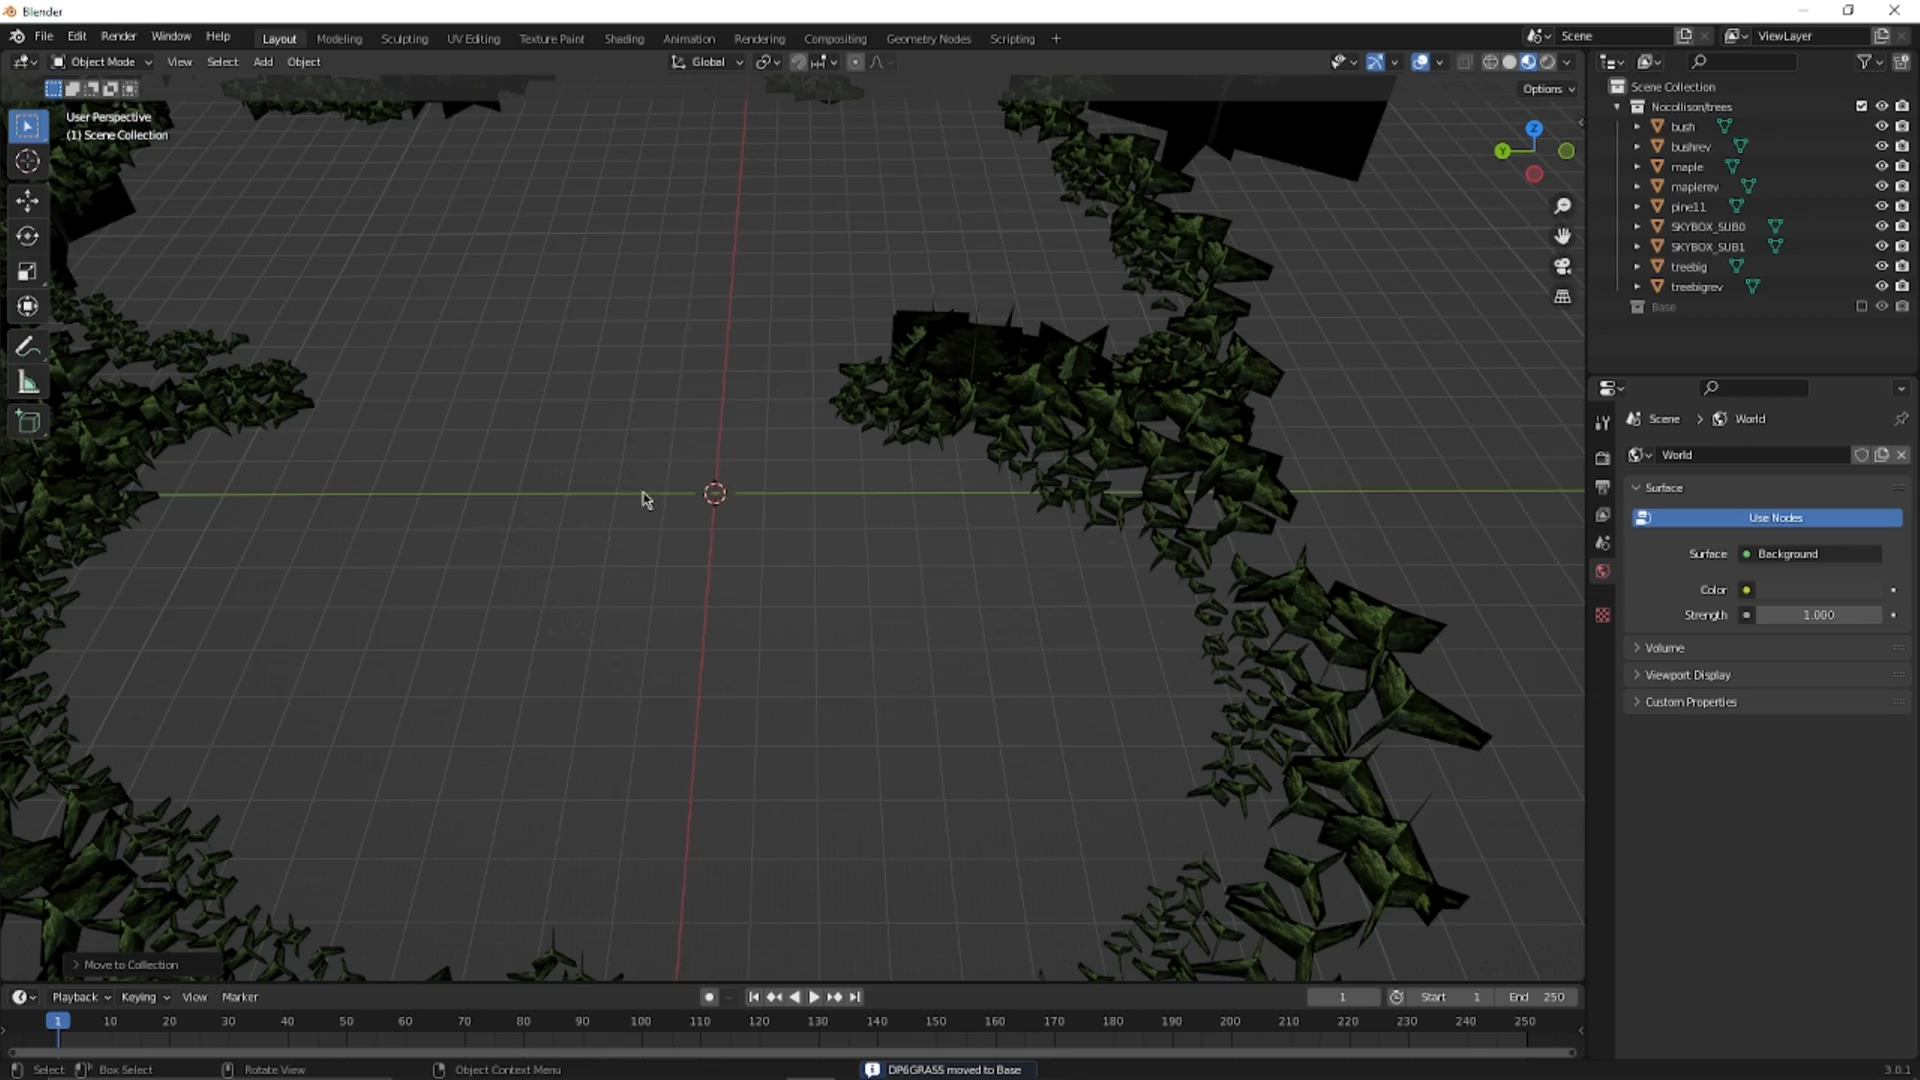 Blender
File Edit Render Window Help Layout Modeling Sculpting UV Editing Texture Paint Shading Animation Rendering Compositing Geometry Nodes Scripting + Scene ViewLayer
Object Mode View Select Add Object Global
Options
User Perspective
(1) Scene Collection
Z
Y
Scene Collection
Nocollison/trees
bush
bushrev
maple
maplerev
pine11
SKYBOX_SUB0
SKYBOX_SUB1
treebig
treebigrev
Base
Scene > World
World
Surface
Use Nodes
Surface Background
Color
Strength 1.000
Volume
Viewport Display
Custom Properties
> Move to Collection
Playback Keying View Marker 1 Start 1 End 250
1 10 20 30 40 50 60 70 80 90 100 110 120 130 140 150 160 170 180 190 200 210 220 230 240 250
Select Box Select Rotate View Object Context Menu DP6GRASS moved to Base 3.0.1